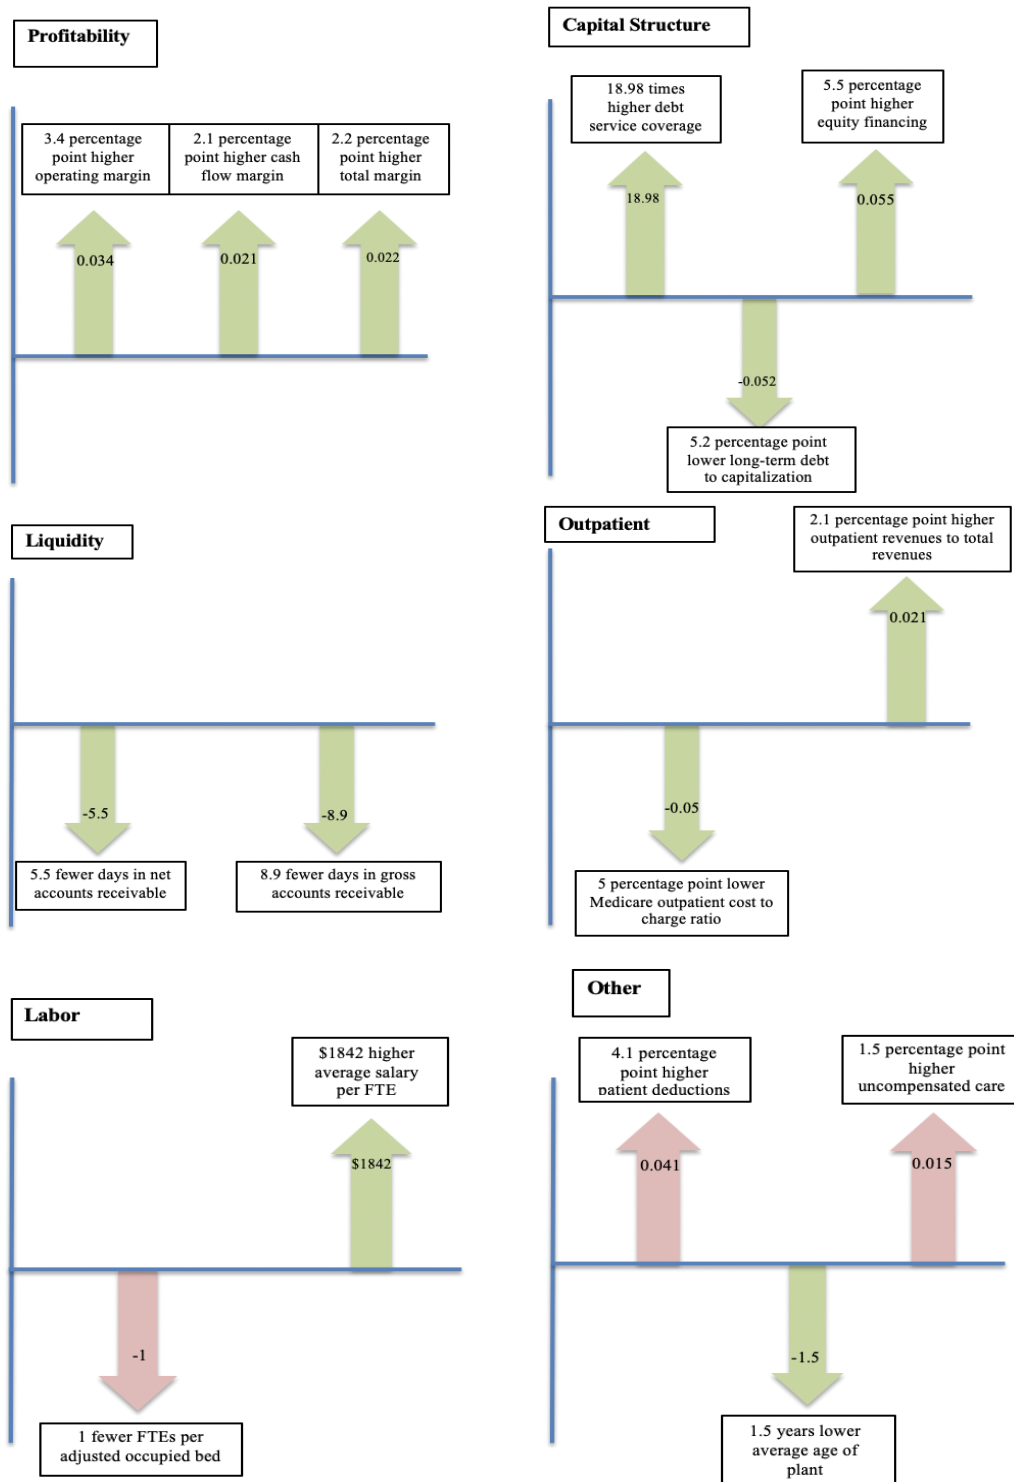 Profitability
3.4 percentage
point higher
operating margin
2.1 percentage
point higher cash
flow margin
2.2 percentage
point higher
total margin
0.034
0.021
0.022
Capital Structure
18.98 times
higher debt
service coverage
5.5 percentage
point higher
equity financing
18.98
0.055
-0.052
5.2 percentage point
lower long-term debt
to capitalization
Liquidity
-5.5
-8.9
5.5 fewer days in net
accounts receivable
8.9 fewer days in gross
accounts receivable
Outpatient
2.1 percentage point higher
outpatient revenues to total
revenues
0.021
-0.05
5 percentage point lower
Medicare outpatient cost to
charge ratio
Labor
$1842 higher
average salary
per FTE
$1842
-1
1 fewer FTEs per
adjusted occupied bed
Other
4.1 percentage
point higher
patient deductions
1.5 percentage point
higher
uncompensated care
0.041
0.015
-1.5
1.5 years lower
average age of
plant